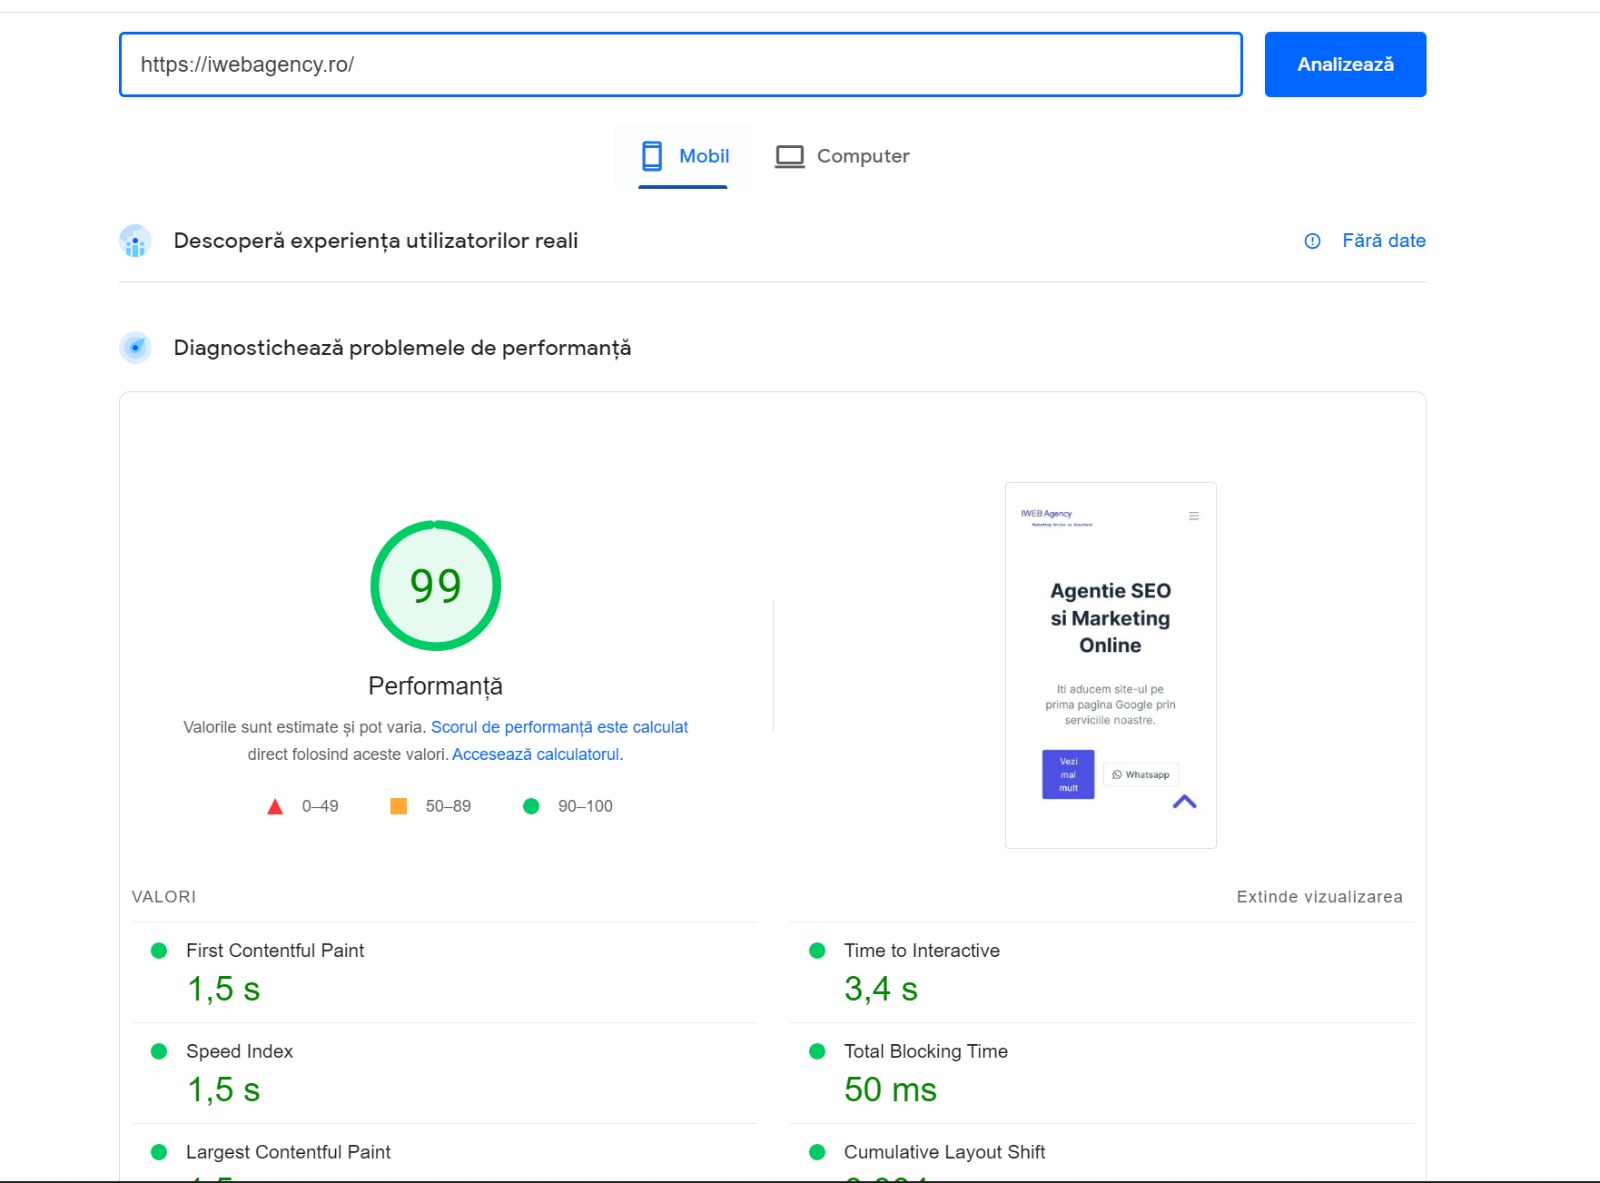 https://iwebagency.ro/
Analizează
Mobil
Computer
Descoperă experiența utilizatorilor reali
Fără date
Diagnostichează problemele de performanță
99
Performanță
Valorile sunt estimate și pot varia. Scorul de performanță este calculat
direct folosind aceste valori. Accesează calculatorul.
0–49
50–89
90–100
IWEB Agency
Marketing Online cu Rezultate
Agentie SEO
si Marketing
Online
Iti aducem site-ul pe
prima pagina Google prin
serviciile noastre.
Vezi
mai
mult
Whatsapp
VALORI
Extinde vizualizarea
First Contentful Paint
1,5 s
Time to Interactive
3,4 s
Speed Index
1,5 s
Total Blocking Time
50 ms
Largest Contentful Paint
Cumulative Layout Shift